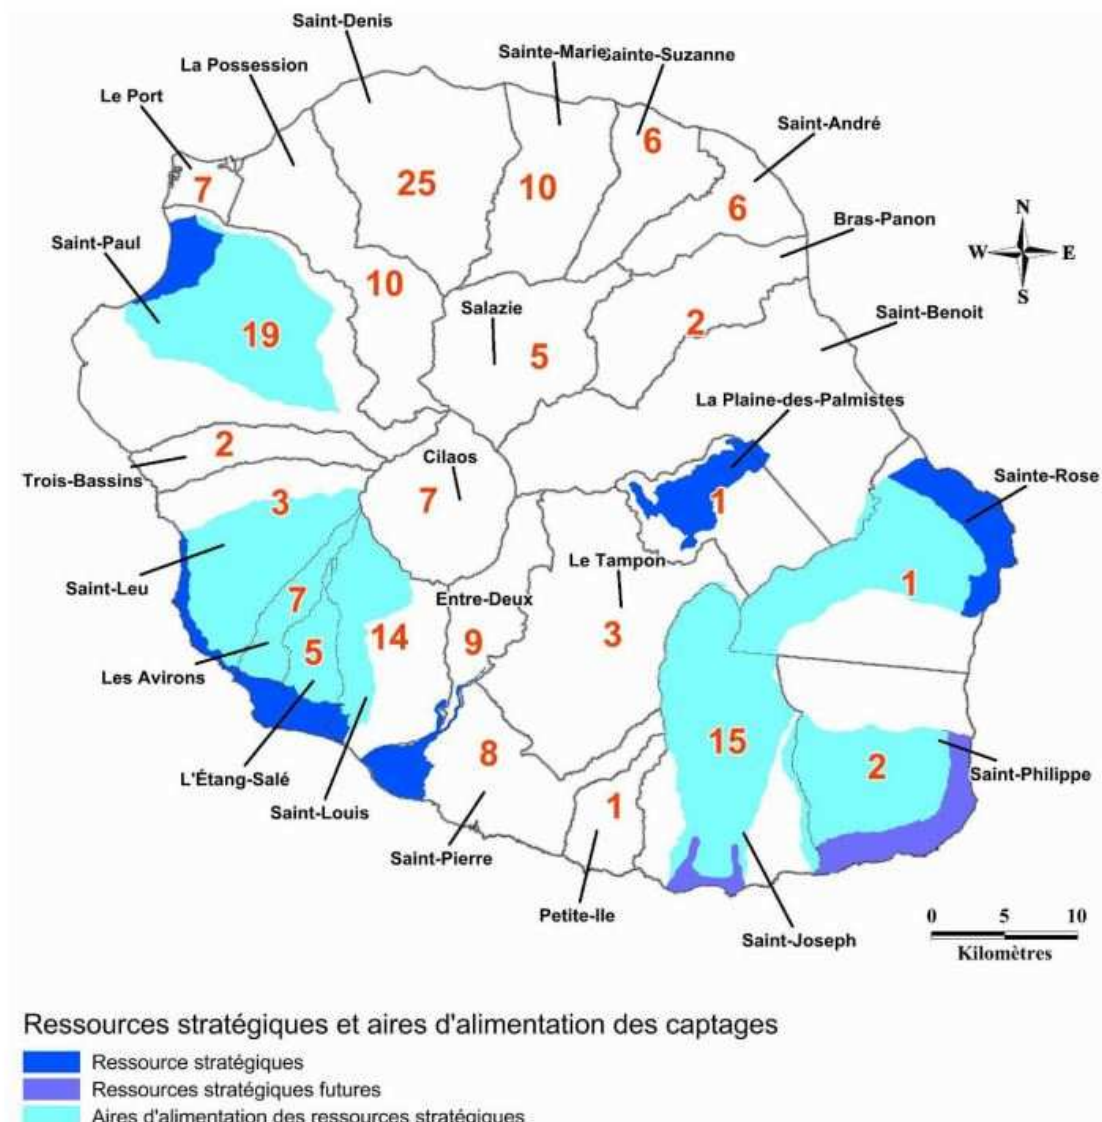 Saint-Denis
Sainte-Marie
Sainte-Suzanne
La Possession
Le Port
Saint-André
6
25
10
7
6
Bras-Panon
N
W
E
S
Saint-Paul
10
Salazie
2
Saint-Benoit
19
5
La Plaine-des-Palmistes
2
Cilaos
Trois-Bassins
Sainte-Rose
3
7
1
Le Tampon
Saint-Leu
1
Entre-Deux
7
14
9
3
5
Les Avirons
15
8
2
L'Étang-Salé
Saint-Philippe
Saint-Louis
1
Saint-Pierre
Petite-Ile
0 5 10
Saint-Joseph
Kilomètres
Ressources stratégiques et aires d'alimentation des captages
Ressource stratégiques
Ressources stratégiques futures
Aires d'alimentation des ressources stratégiques